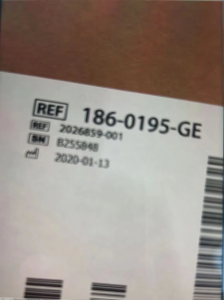 REF 186-0195-GE
REF 2026859-001
SN B255848
2020-01-13